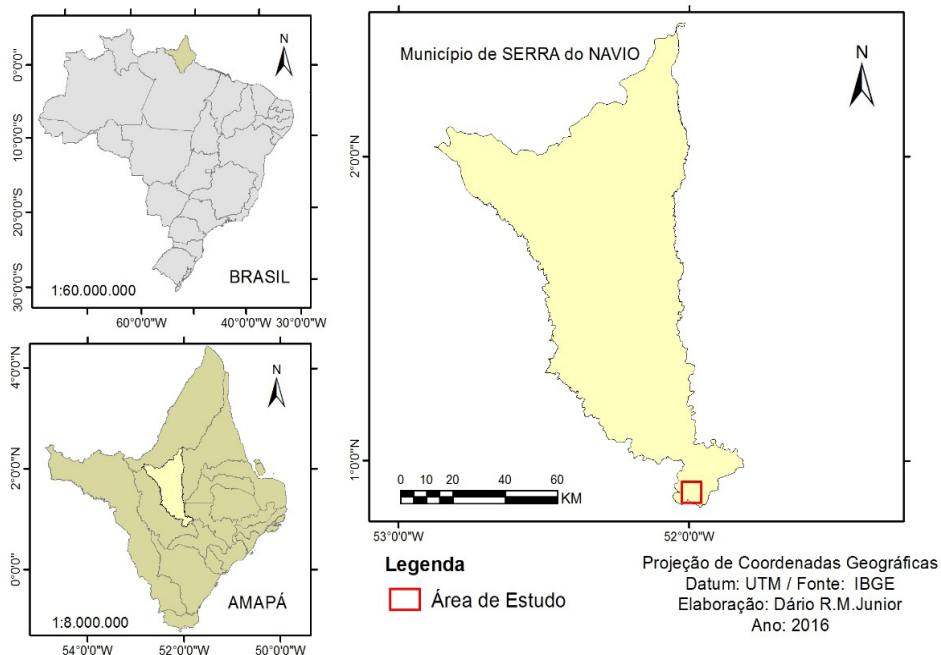 N
0°0'0"
10°0'0"S
20°0'0"S
30°0'0"S
BRASIL
1:60.000.000
60°0'0"W
40°0'0"W
30°0'0"W
N
4°0'0"N
2°0'0"N
0°0'0"
AMAPÁ
1:8.000.000
54°0'0"W
52°0'0"W
50°0'0"W
Município de SERRA do NAVIO
N
2°0'0"N
1°0'0"N
0 10 20 40 60
KM
53°0'0"W
52°0'0"W
Legenda
Área de Estudo
Projeção de Coordenadas Geográficas
Datum: UTM / Fonte: IBGE
Elaboração: Dário R.M.Junior
Ano: 2016